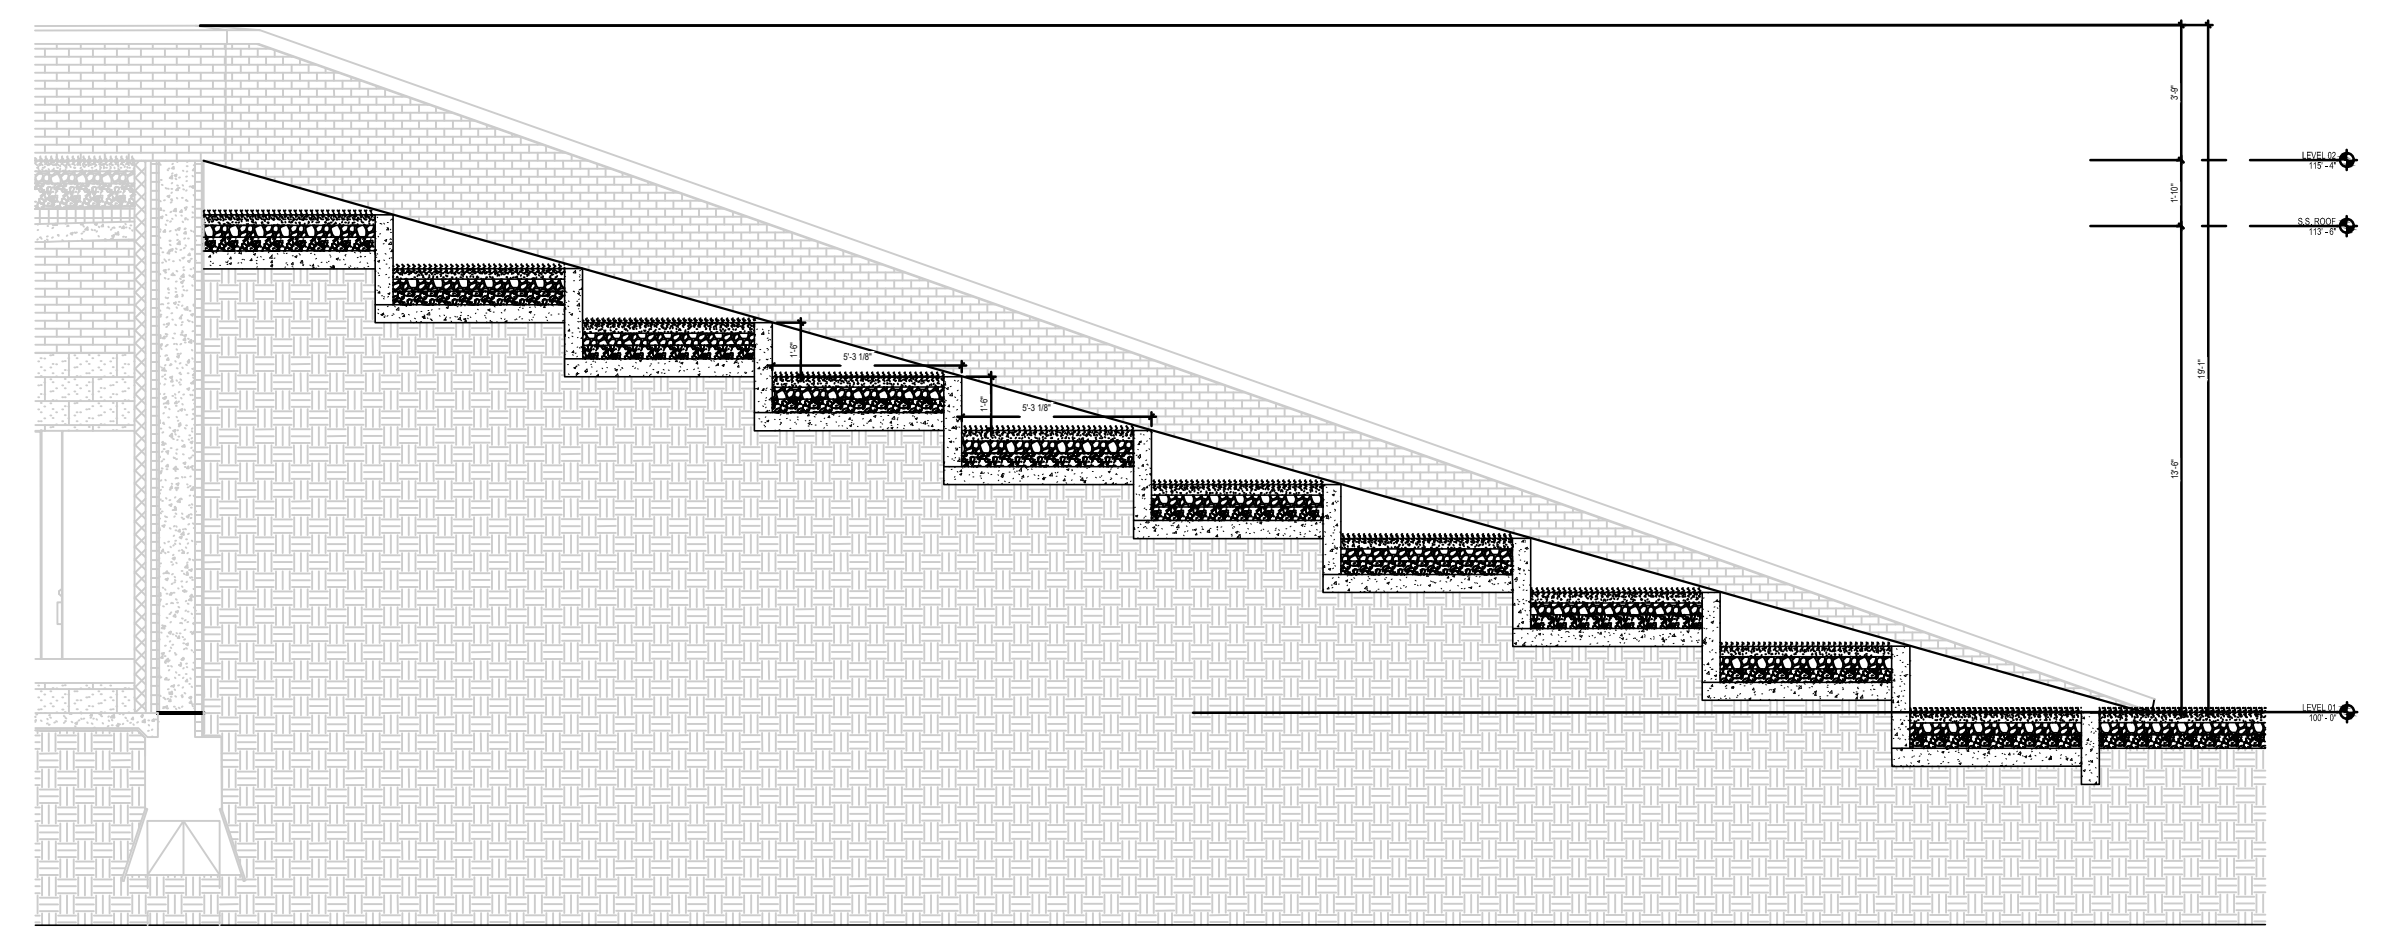 3'-9"
LEVEL 02
115' - 4"
1'-10"
S.S. ROOF
113' - 6"
1'-6"
5'-3 1/8"
19'-1"
1'-6"
5'-3 1/8"
13'-6"
LEVEL 01
100' - 0"